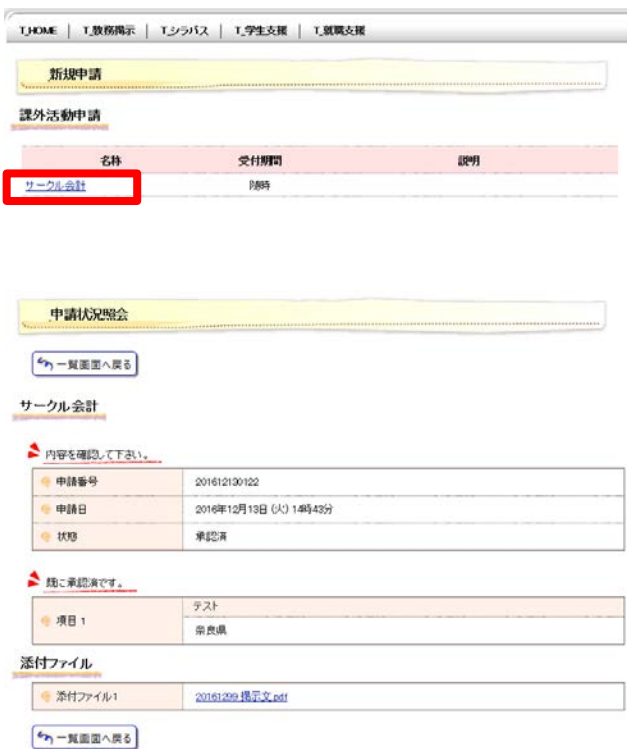 T_HOME | T_教務掲示 | T_シラバス | T_学生支援 | T_就職支援
新規申請
課外活動申請
名称 受付期間 説明
サークル会計 随時
申請状況照会
一覧画面へ戻る
サークル会計
内容を確認して下さい。
申請番号 201612130122
申請日 2016年12月13日 (火) 14時43分
状態 承認済
既に承認済です。
項目 1 テスト
奈良県
添付ファイル
添付ファイル1 20161299 掲示文.pdf
一覧画面へ戻る